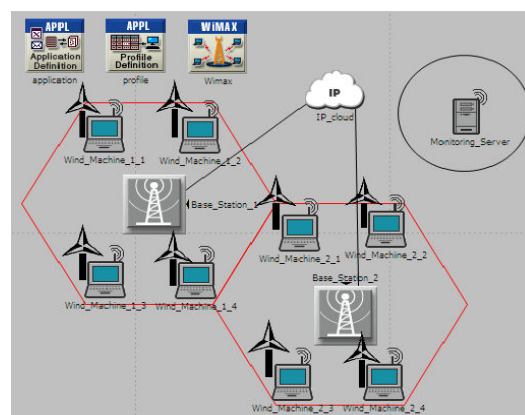 APPL
Application
Definition
application
APPL
Profile
Definition
profile
WiMAX
Wimax
IP
IP_cloud
Monitoring_Server
Wind_Machine_1_1
Wind_Machine_1_2
Base_Station_1
Wind_Machine_2_1
Wind_Machine_2_2
Wind_Machine_1_3
Wind_Machine_1_4
Base_Station_2
Wind_Machine_2_3
Wind_Machine_2_4